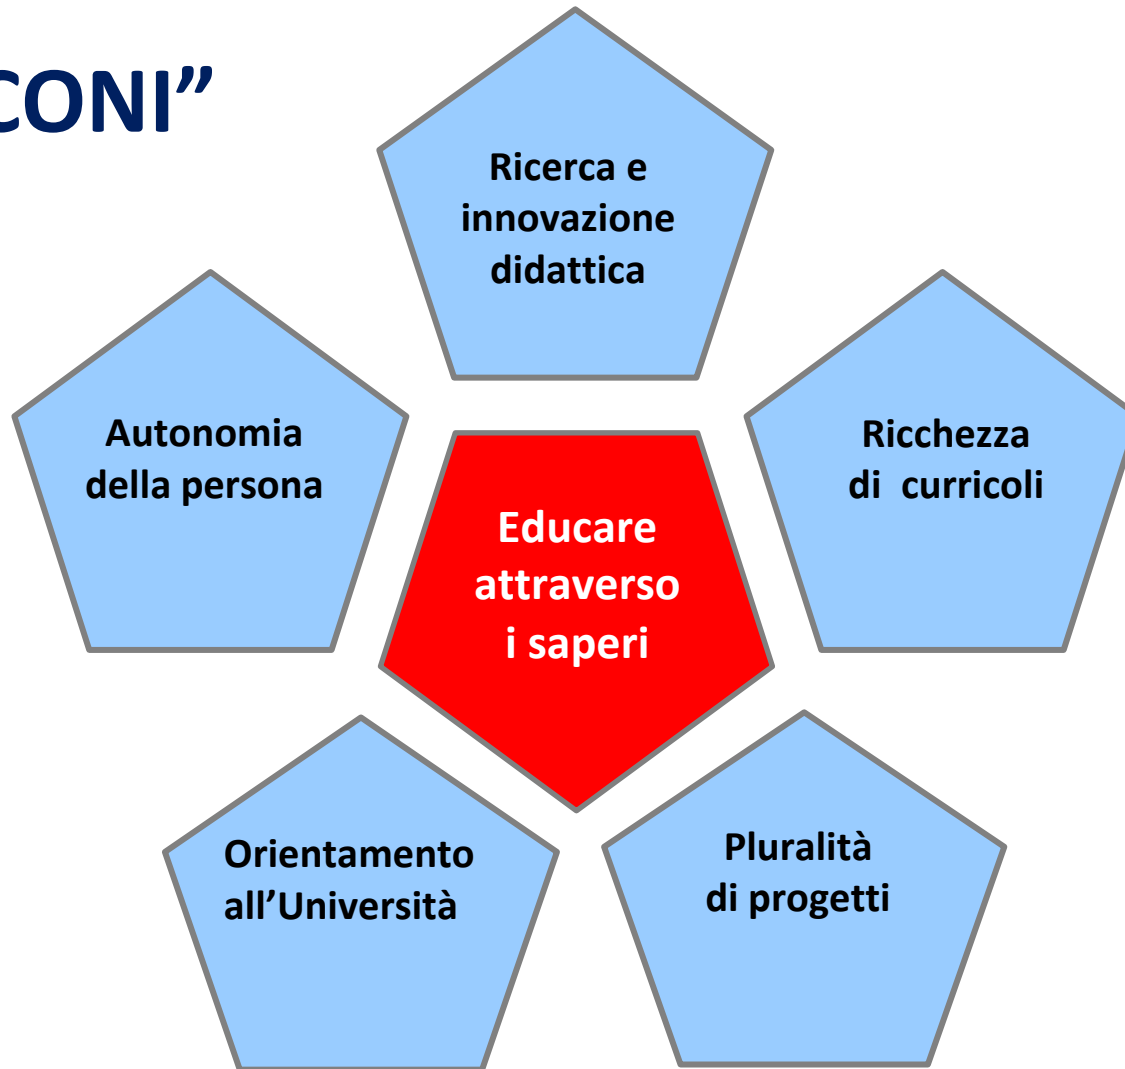 CONI”
Ricerca e
innovazione
didattica
Autonomia
della persona
Ricchezza
di curricoli
Educare
attraverso
i saperi
Orientamento
all’Università
Pluralità
di progetti